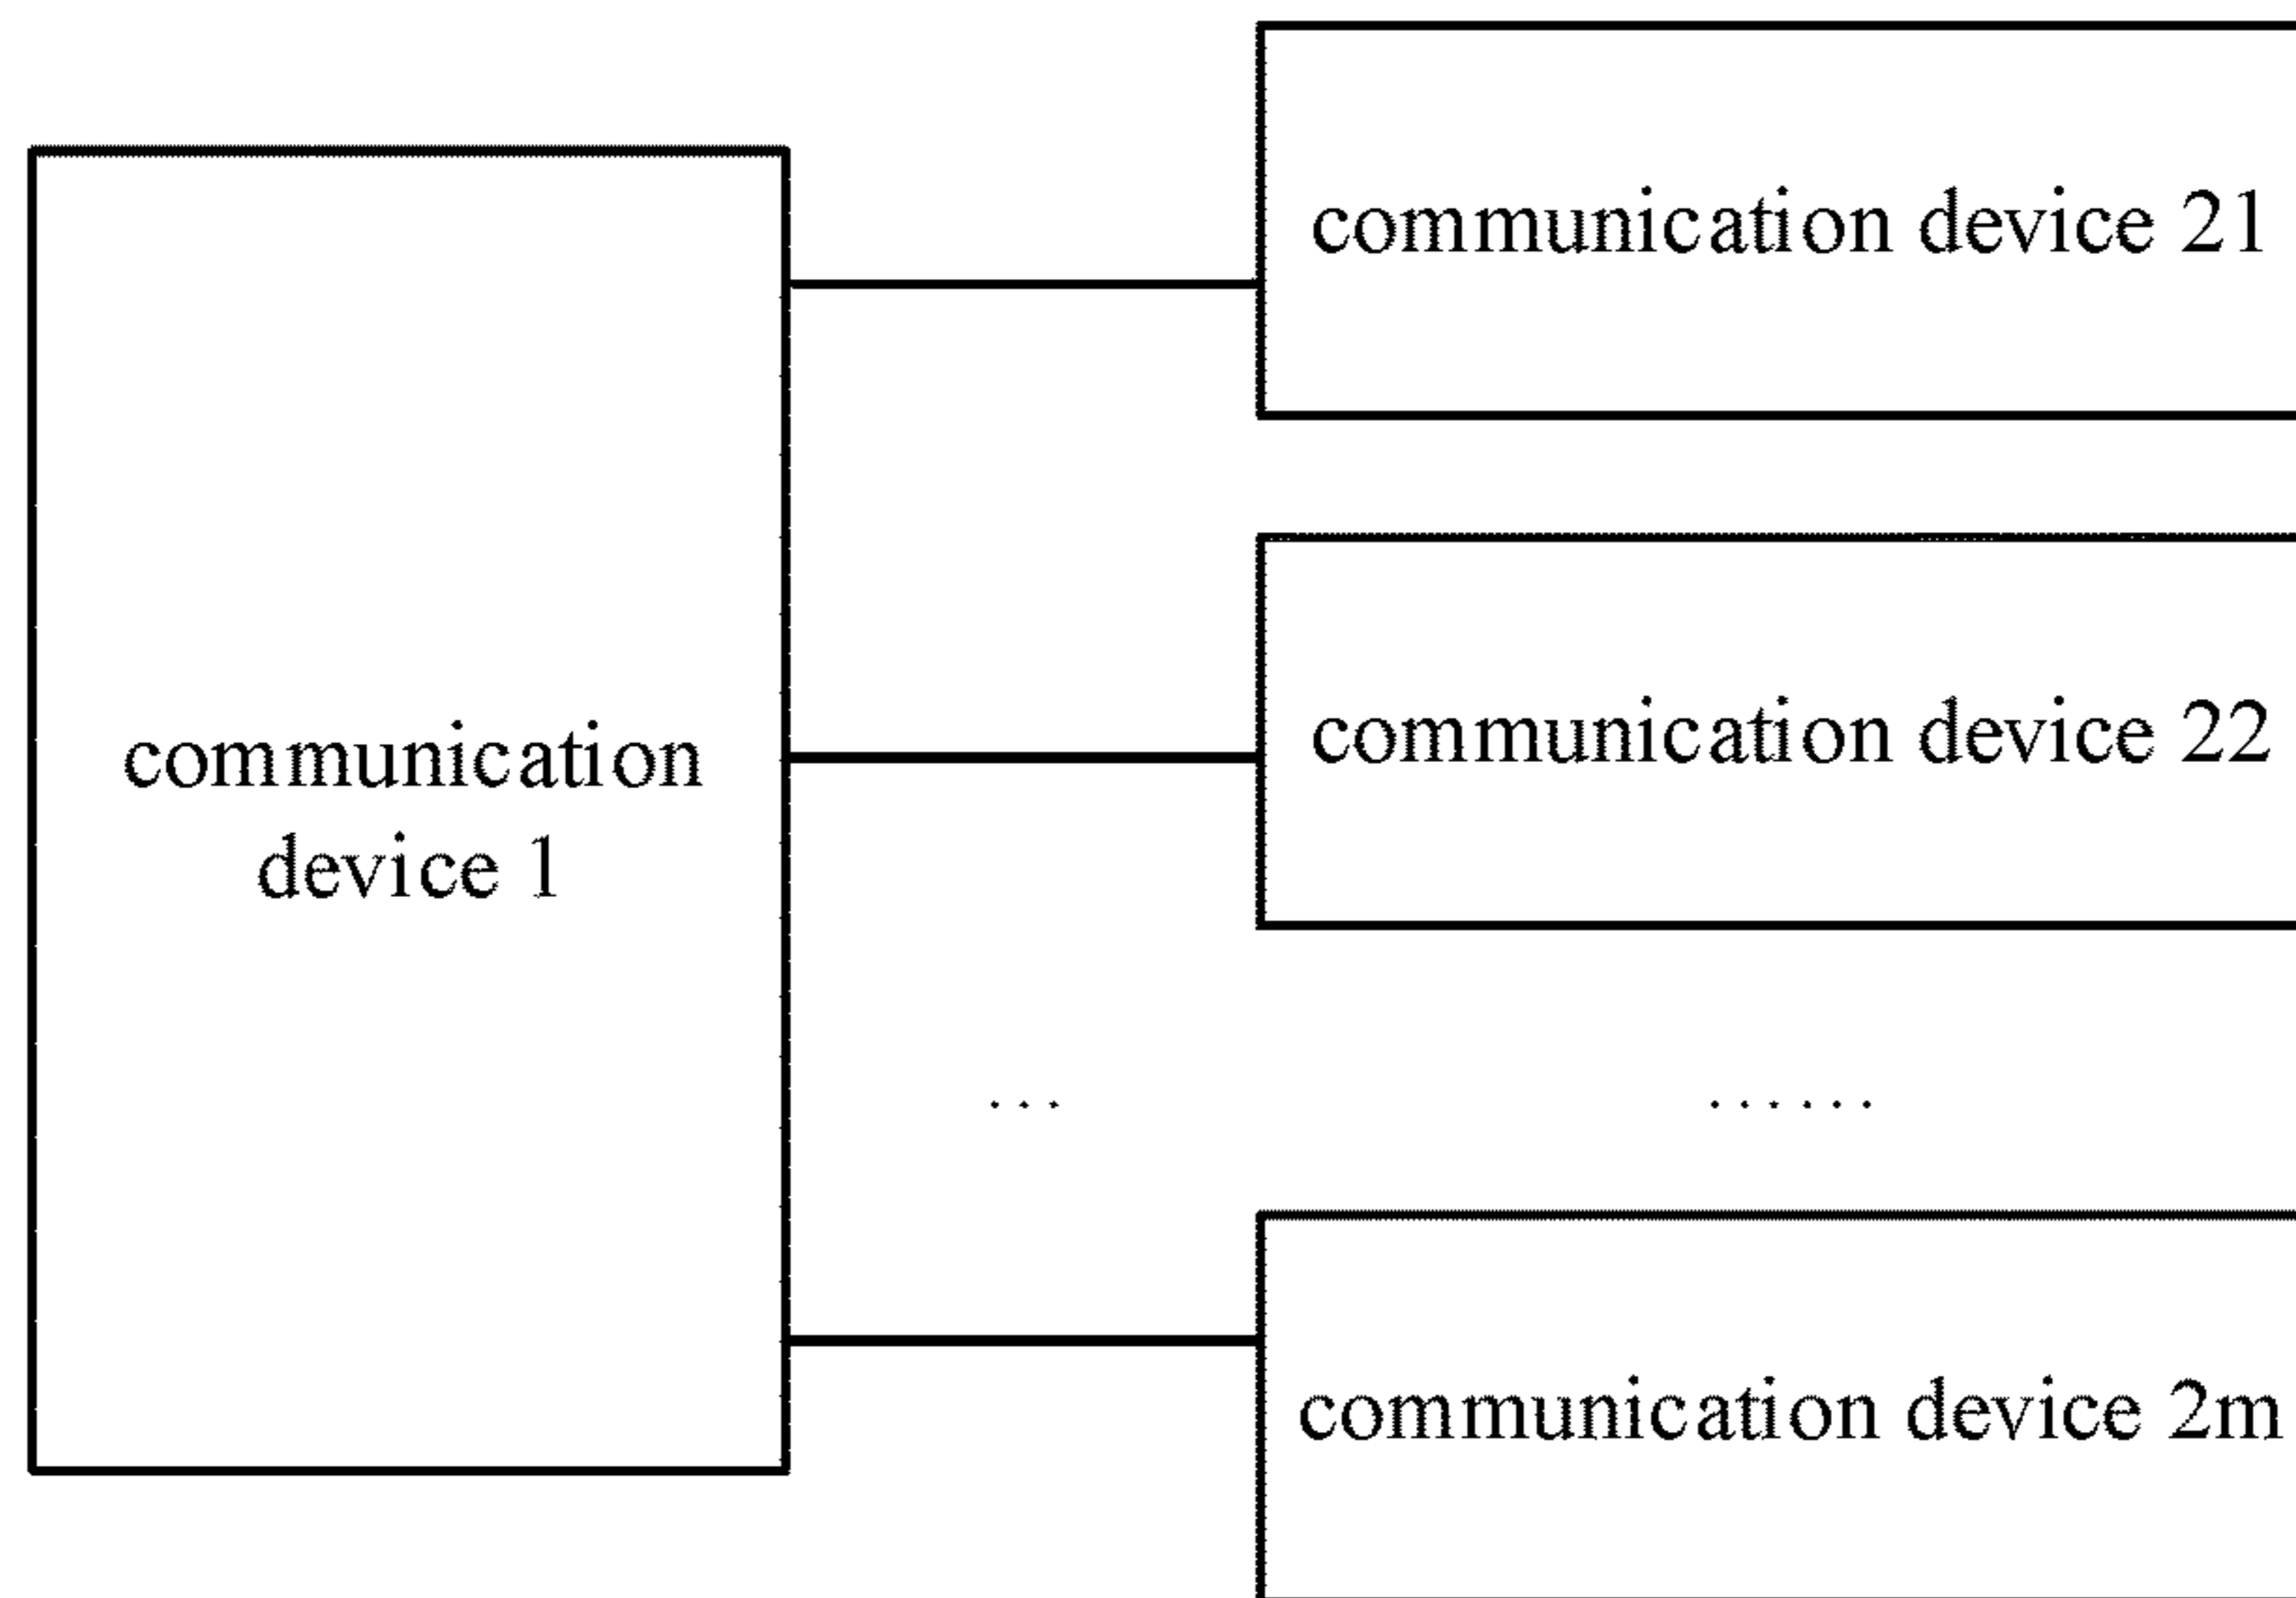 communication device 21
communication device 22
communication
device 1
... ......
communication device 2m